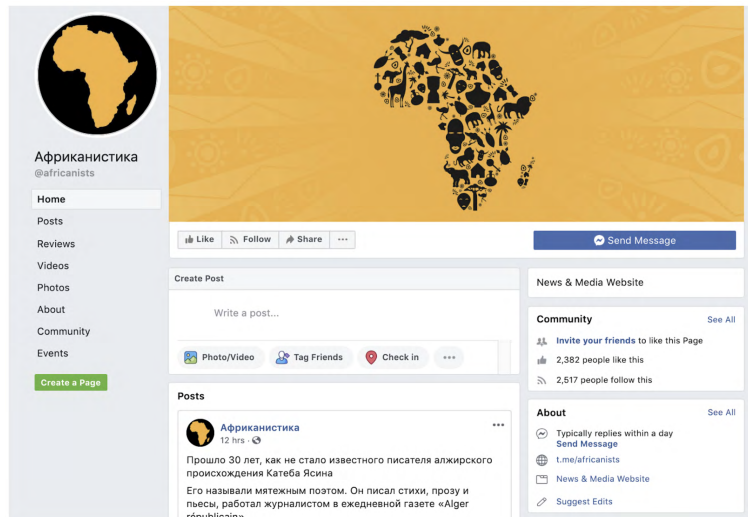 Африканистика
@africanists
Home
Posts
Reviews
Videos
Photos
About
Community
Events
Create a Page
Like
Follow
Share
Send Message
Create Post
Write a post...
Photo/Video
Tag Friends
Check in
Posts
Африканистика
12 hrs ·
Прошло 30 лет, как не стало известного писателя алжирского
происхождения Катеба Ясина
Его называли мятежным поэтом. Он писал стихи, прозу и
пьесы, работал журналистом в ежедневной газете «Alger
républicain»
News & Media Website
Community
See All
Invite your friends to like this Page
2,382 people like this
2,517 people follow this
About
See All
Typically replies within a day
Send Message
t.me/africanists
News & Media Website
Suggest Edits